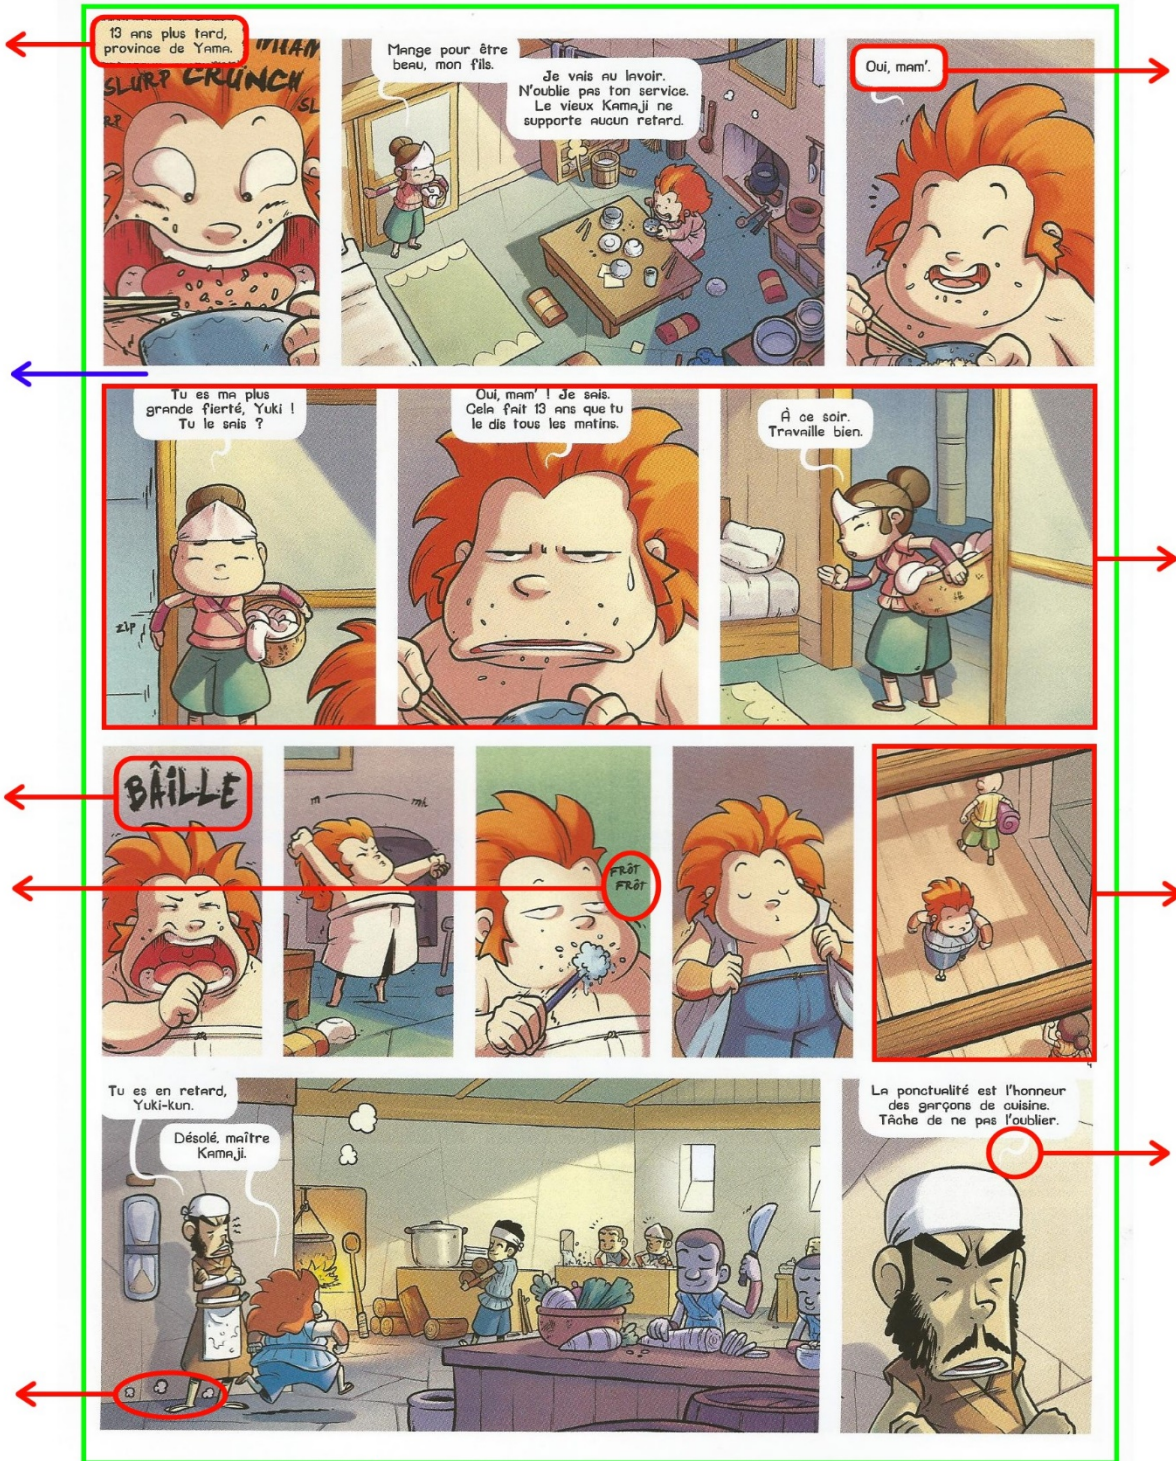 13 ans plus tard,
province de Yama.
MIAM
SLURP CRUNCH
SL
RP
Mange pour être
beau, mon fils.
Je vais au lavoir.
N'oublie pas ton service.
Le vieux Kamaji ne
supporte aucun retard.
Oui, mam'.
Tu es ma plus
grande fierté, Yuki !
Tu le sais ?
ZIP
Oui, mam' ! Je sais.
Cela fait 13 ans que tu
le dis tous les matins.
À ce soir.
Travaille bien.
BÂILLE
m mh
FRÔT
FRÔT
Tu es en retard,
Yuki-kun.
Désolé, maître
Kamaji.
La ponctualité est l'honneur
des garçons de cuisine.
Tâche de ne pas l'oublier.